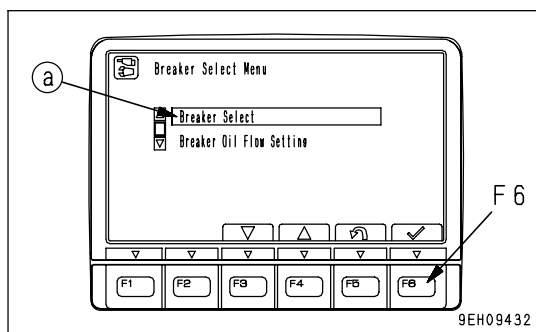 Breaker Select Menu
a
Breaker Select
Breaker Oil Flow Setting
F 6
F1 F2 F3 F4 F5 F6
9EH09432